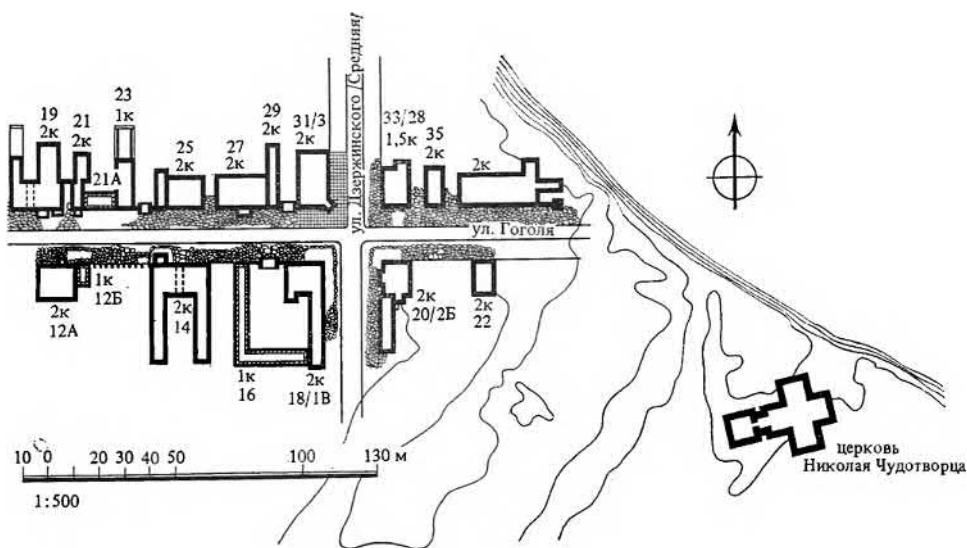 19
2к
21
2к
21А
23
1к
25
2к
27
2к
29
2к
31/3
2к
ул. Дзержинского /Средняя/
33/28
1,5к
35
2к
2к
ул. Гоголя
2к
12А
1к
12Б
2к
14
1к
16
2к
18/1В
2к
20/2Б
2к
22
церковь
Николая Чудотворца
10 0 10 20 30 40 50 100 130 м
1:500